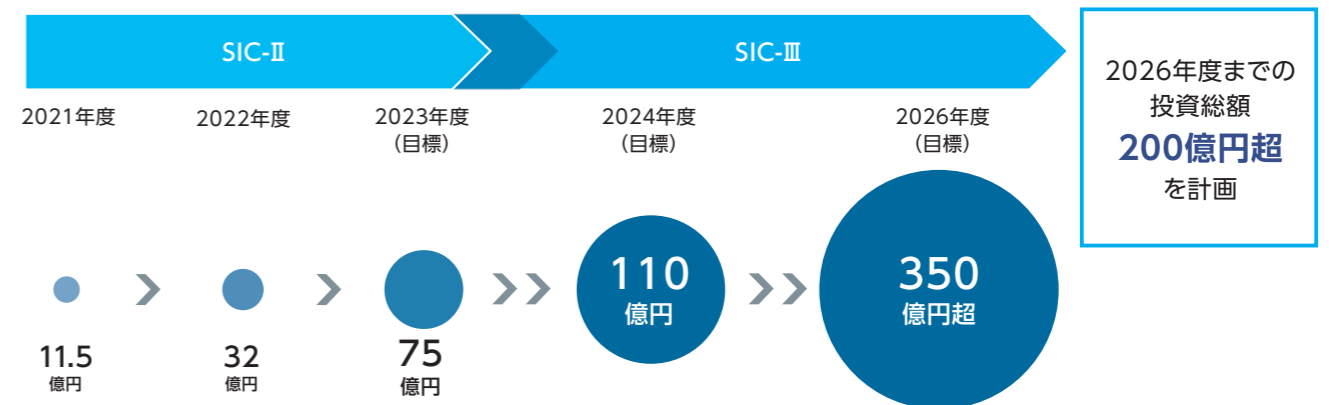 SIC-Ⅱ
SIC-Ⅲ
2021年度
2022年度
2023年度
（目標）
2024年度
（目標）
2026年度
（目標）
11.5
億円
32
億円
75
億円
110
億円
350
億円超
2026年度までの
投資総額
200億円超
を計画